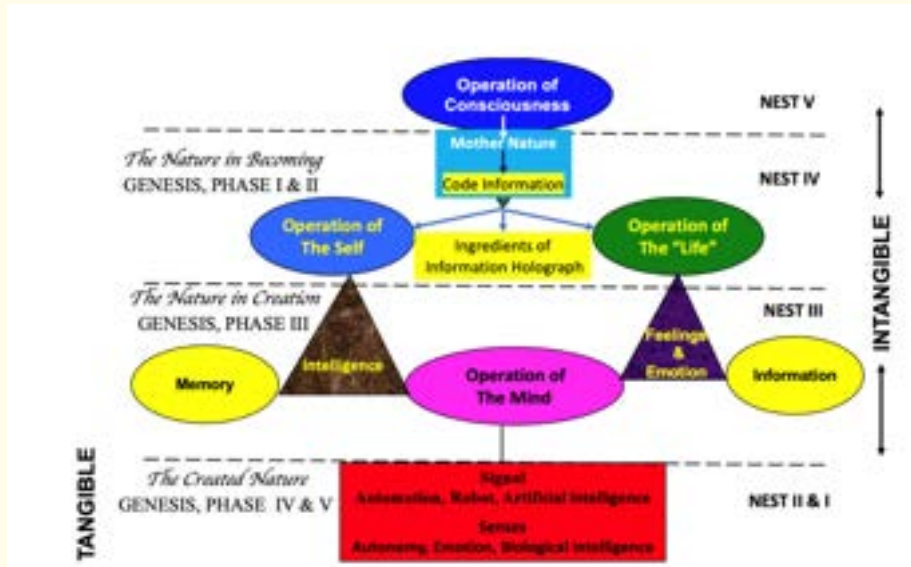 Operation of
Consciousness
NEST V
Mother Nature
The Nature in Becoming
GENESIS, PHASE I & II
Code Information
NEST IV
Operation of
The Self
Ingredients of
Information Holograph
Operation of
The "Life"
The Nature in Creation
GENESIS, PHASE III
NEST III
INTANGIBLE
Intelligence
Feelings
&
Emotion
Memory
Operation of
The Mind
Information
TANGIBLE
The Created Nature
GENESIS, PHASE IV & V
Signal
Automation, Robot, Artificial Intelligence
Senses
Autonomy, Emotion, Biological Intelligence
NEST II & I